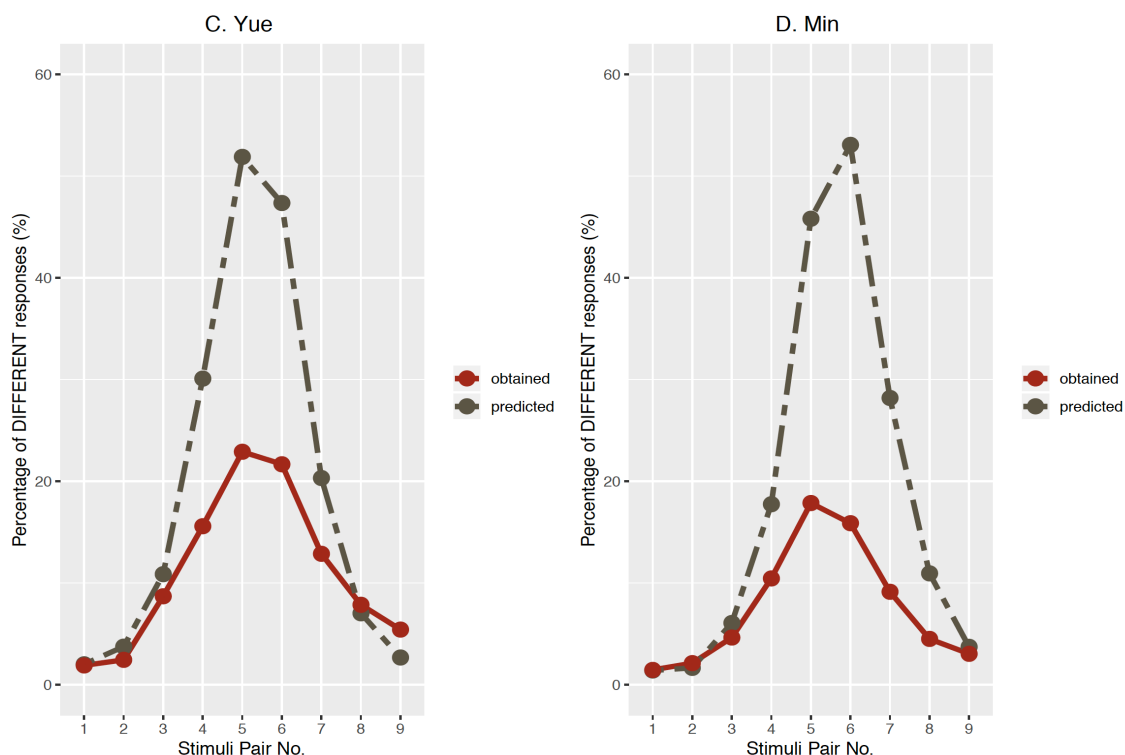 C. Yue
60
40
20
0
Percentage of DIFFERENT responses (%)
1 2 3 4 5 6 7 8 9
Stimuli Pair No.
obtained
predicted
D. Min
60
40
20
0
Percentage of DIFFERENT responses (%)
1 2 3 4 5 6 7 8 9
Stimuli Pair No.
obtained
predicted